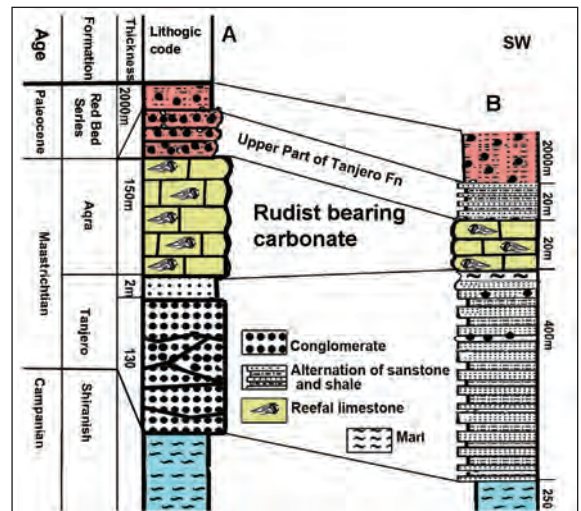 Age
Formation
Thickness
Lithogic
code
A
SW
B
Paleocene
Red Bed
Series
2000m
Upper Part of Tanjero Fn
2000m
20m
Maastrichtian
Aqra
150m
Rudist bearing
carbonate
20m
2m
Tanjero
130
400m
Conglomerate
Alternation of sanstone
and shale
Reefal limestone
Marl
Campanian
Shiranish
250